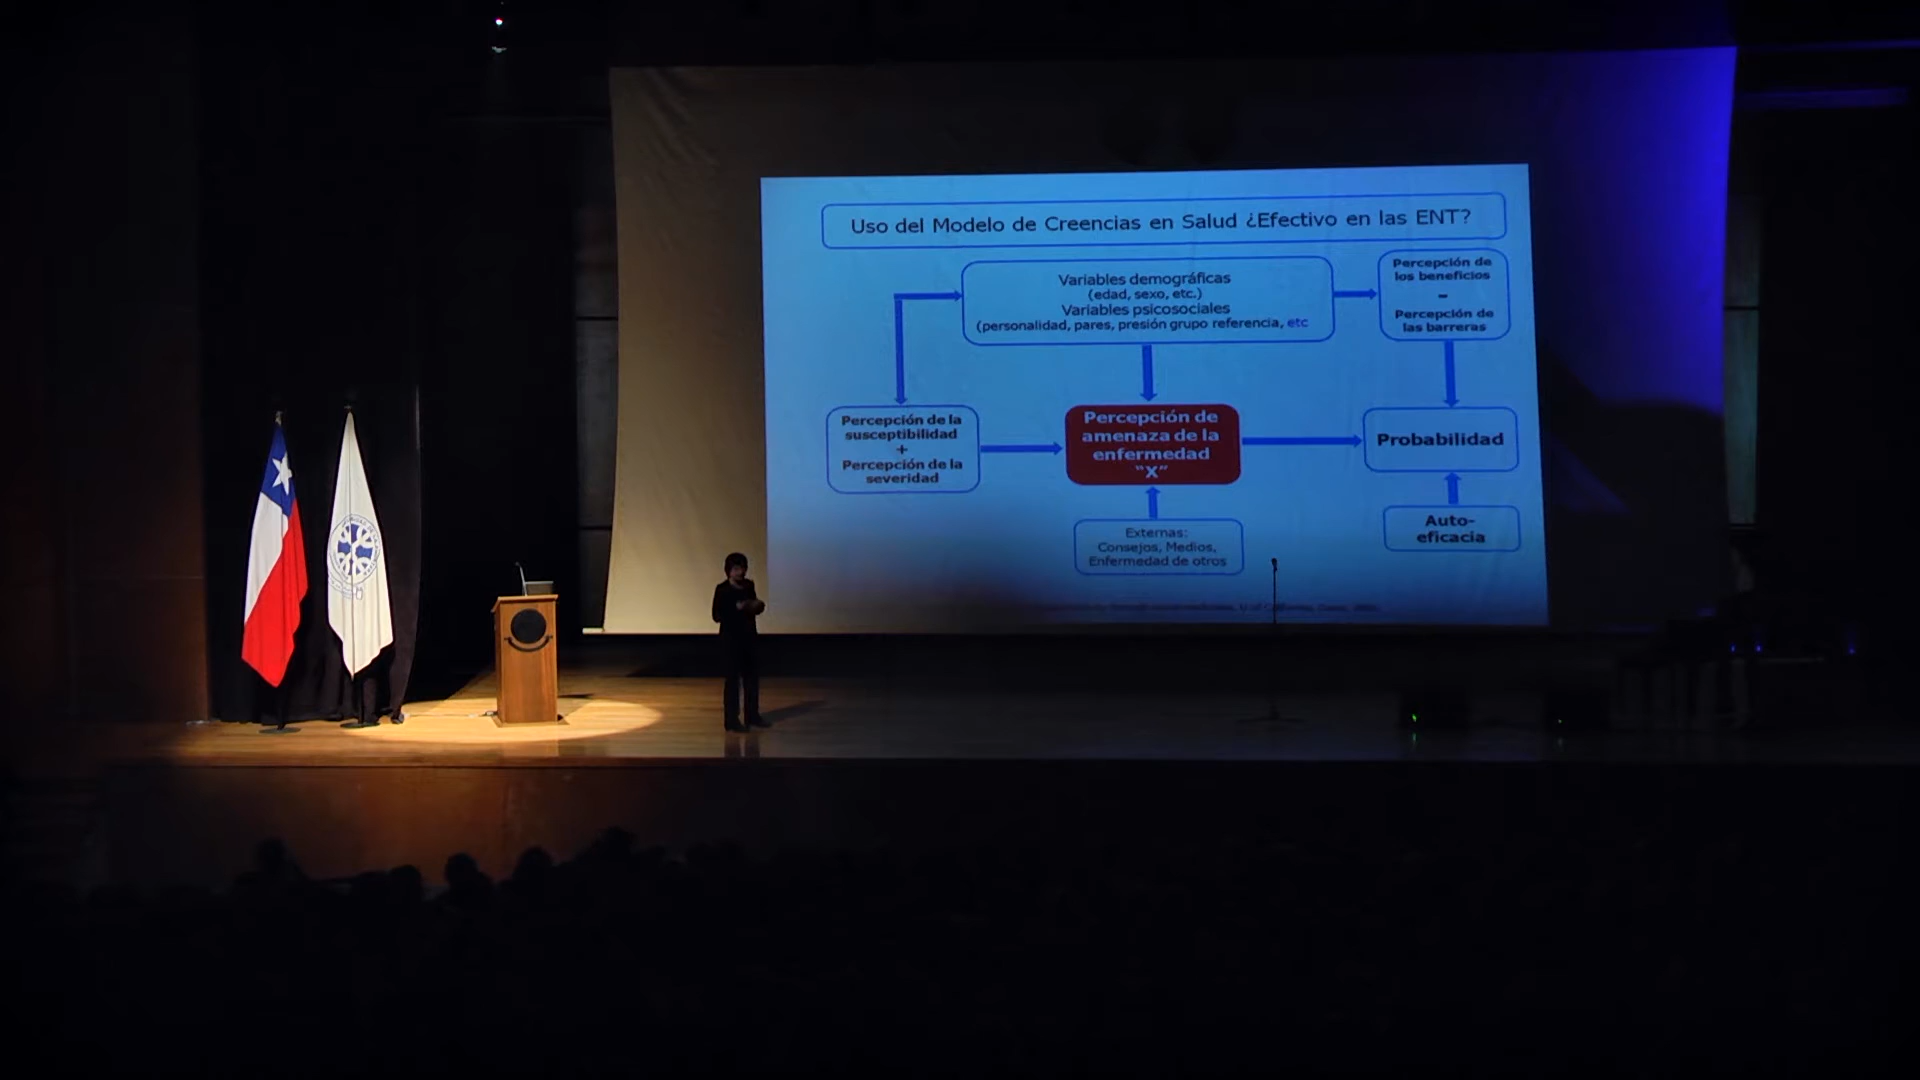 Uso del Modelo de Creencias en Salud ¿Efectivo en las ENT?
Variables demográficas
(edad, sexo, etc.)
Variables psicosociales
(personalidad, pares, presión grupo referencia, etc
Percepción de
los beneficios
-
Percepción de
las barreras
Percepción de la
susceptibilidad
+
Percepción de la
severidad
Percepción de
amenaza de la
enfermedad
"X"
Probabilidad
Externas:
Consejos, Medios,
Enfermedad de otros
Auto-
eficacia